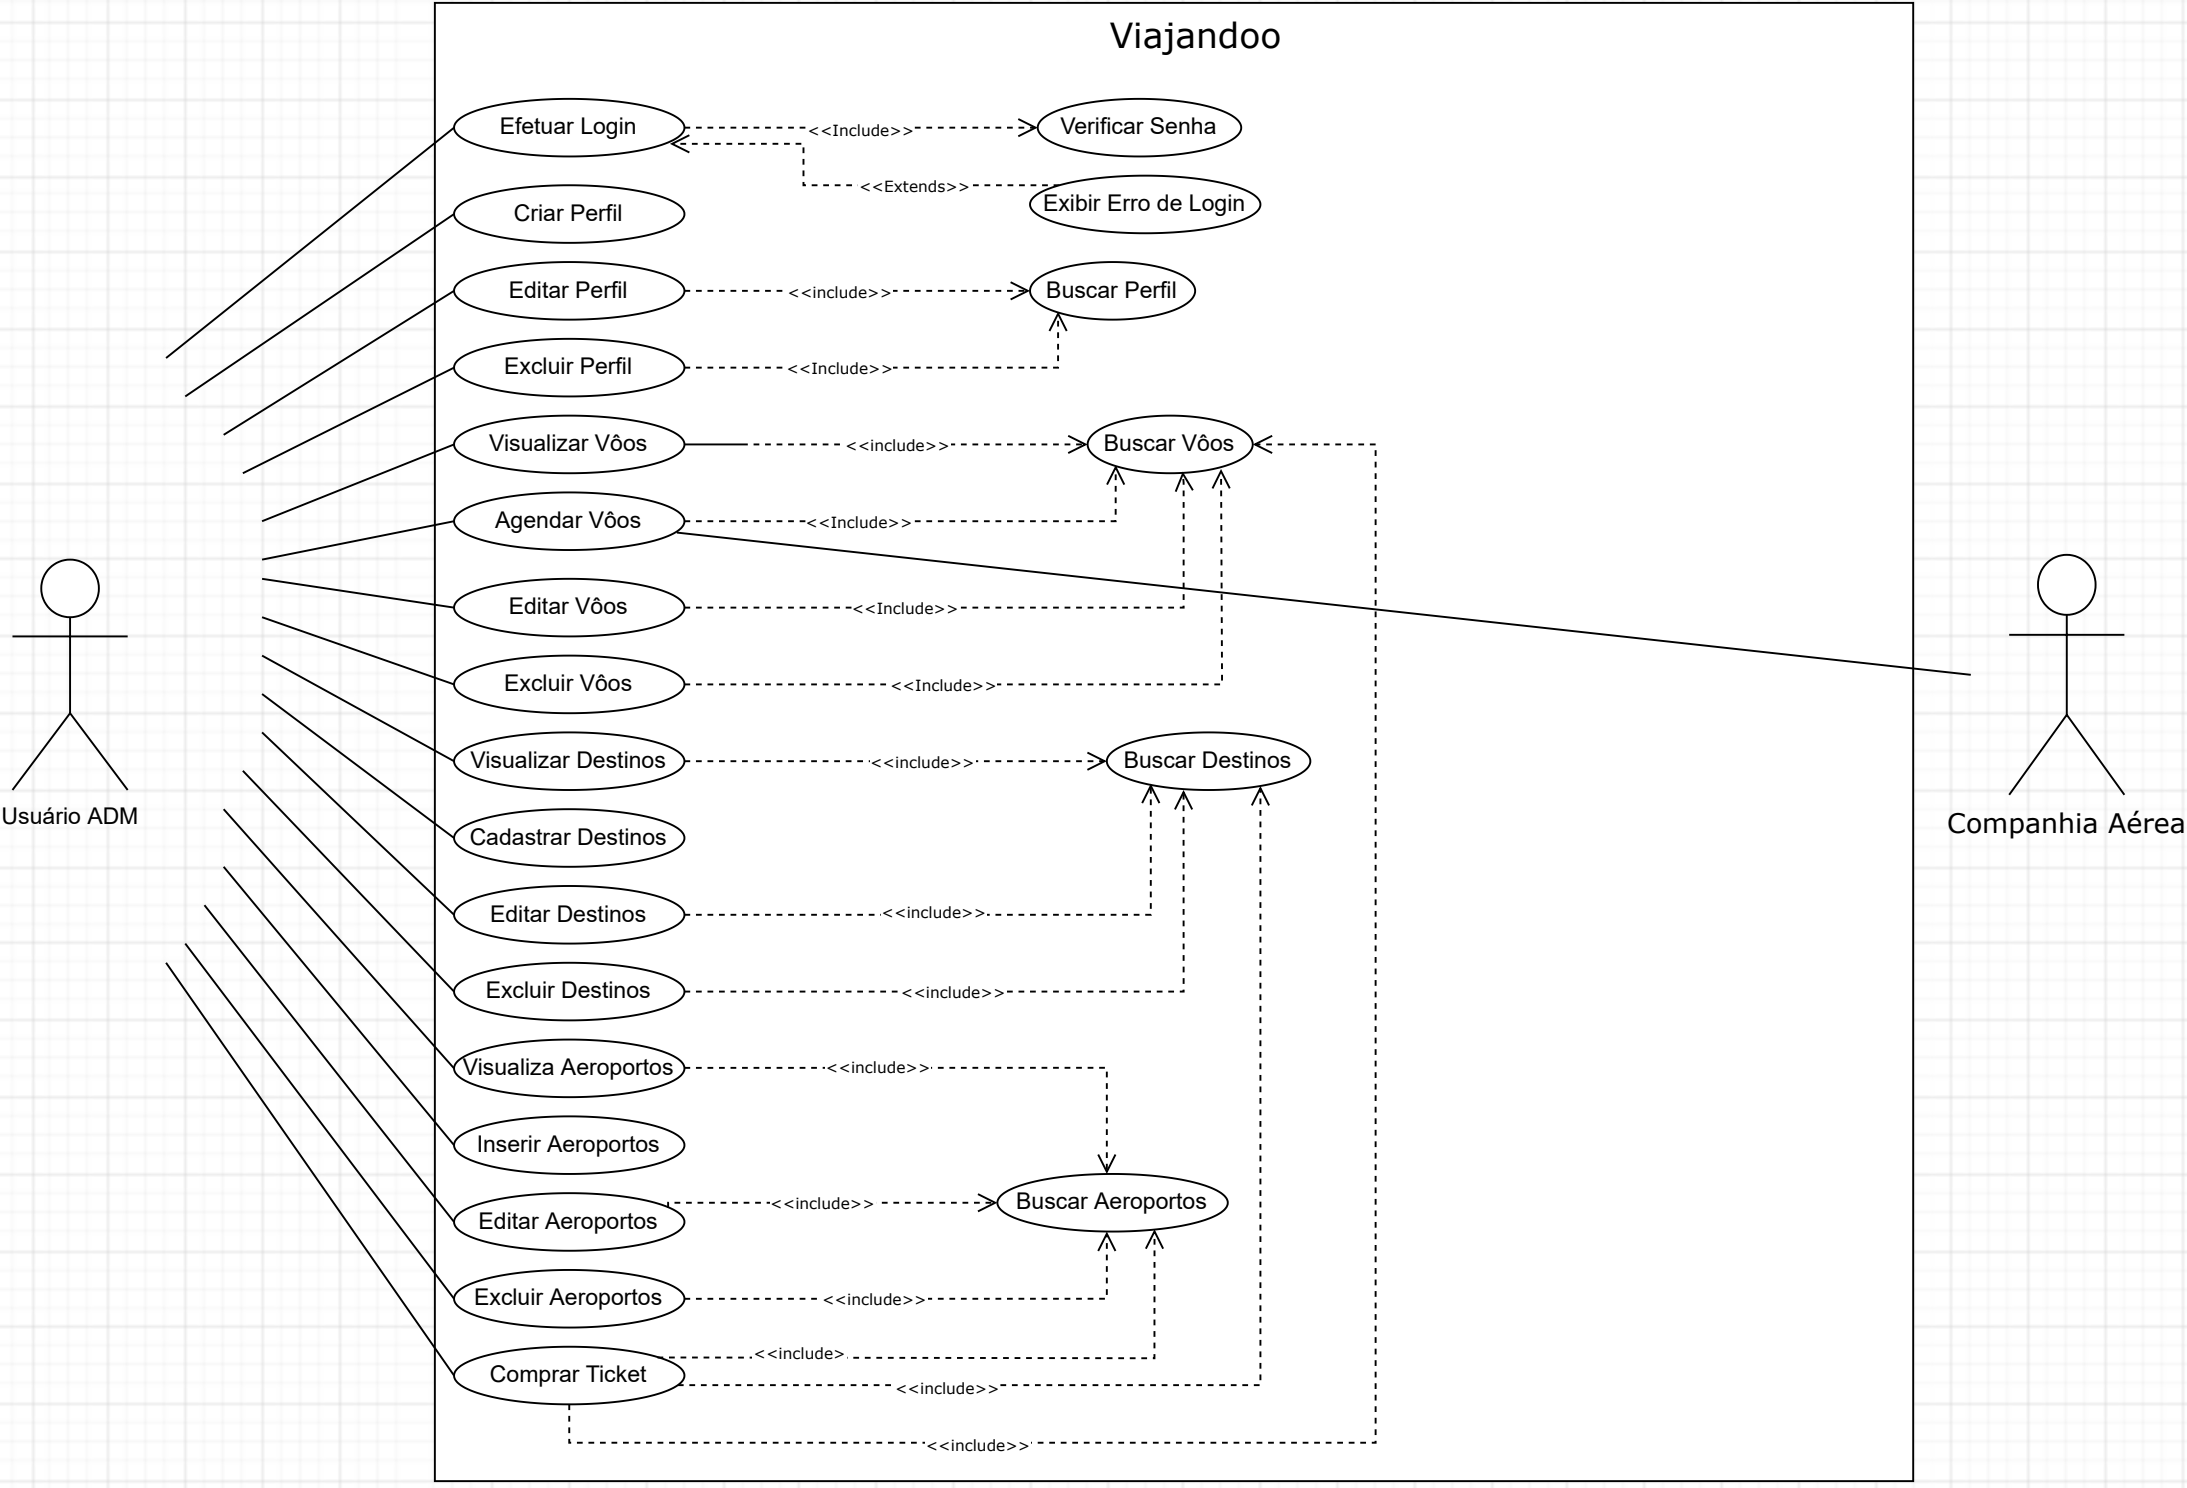 Viajandoo
Efetuar Login
<<Include>>
Verificar Senha
<<Extends>>
Exibir Erro de Login
Criar Perfil
Editar Perfil
<<include>>
Buscar Perfil
Excluir Perfil
<<Include>>
Visualizar Vôos
<<include>>
Buscar Vôos
Agendar Vôos
<<Include>>
Editar Vôos
<<Include>>
Excluir Vôos
<<Include>>
Visualizar Destinos
<<include>>
Buscar Destinos
Usuário ADM
Companhia Aérea
Cadastrar Destinos
Editar Destinos
<<include>>
Excluir Destinos
<<include>>
Visualiza Aeroportos
<<include>>
Inserir Aeroportos
Editar Aeroportos
<<include>>
Buscar Aeroportos
Excluir Aeroportos
<<include>>
<<include>
Comprar Ticket
<<include>>
<<include>>